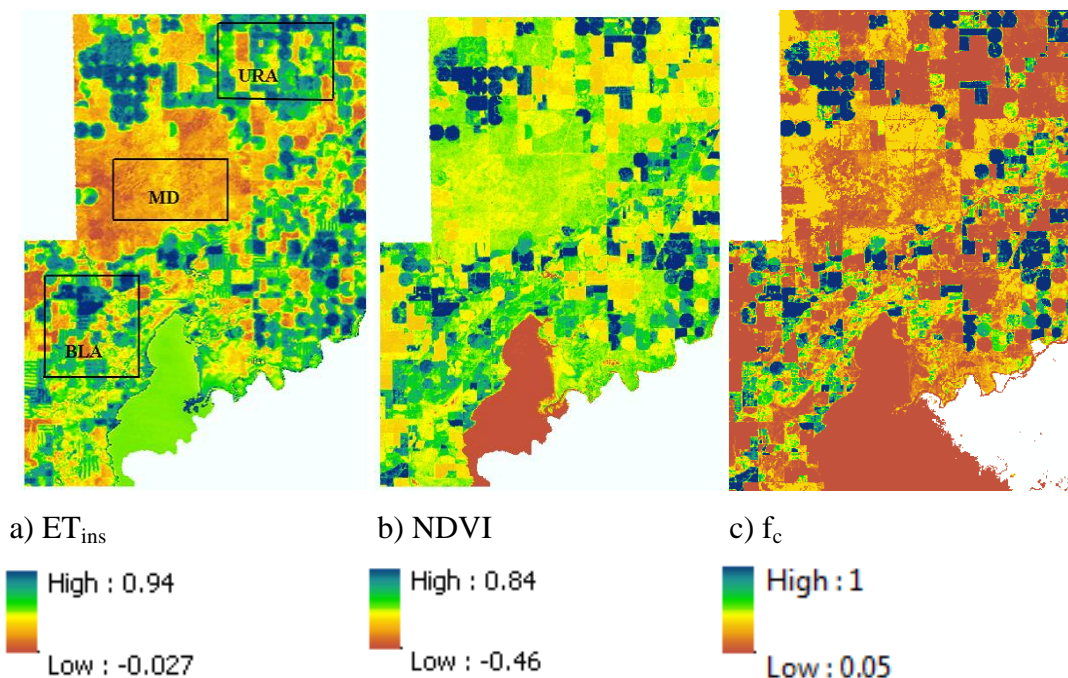 URA
MD
BLA
a) ETins
b) NDVI
c) fc
High : 0.94
Low : -0.027
High : 0.84
Low : -0.46
High : 1
Low : 0.05